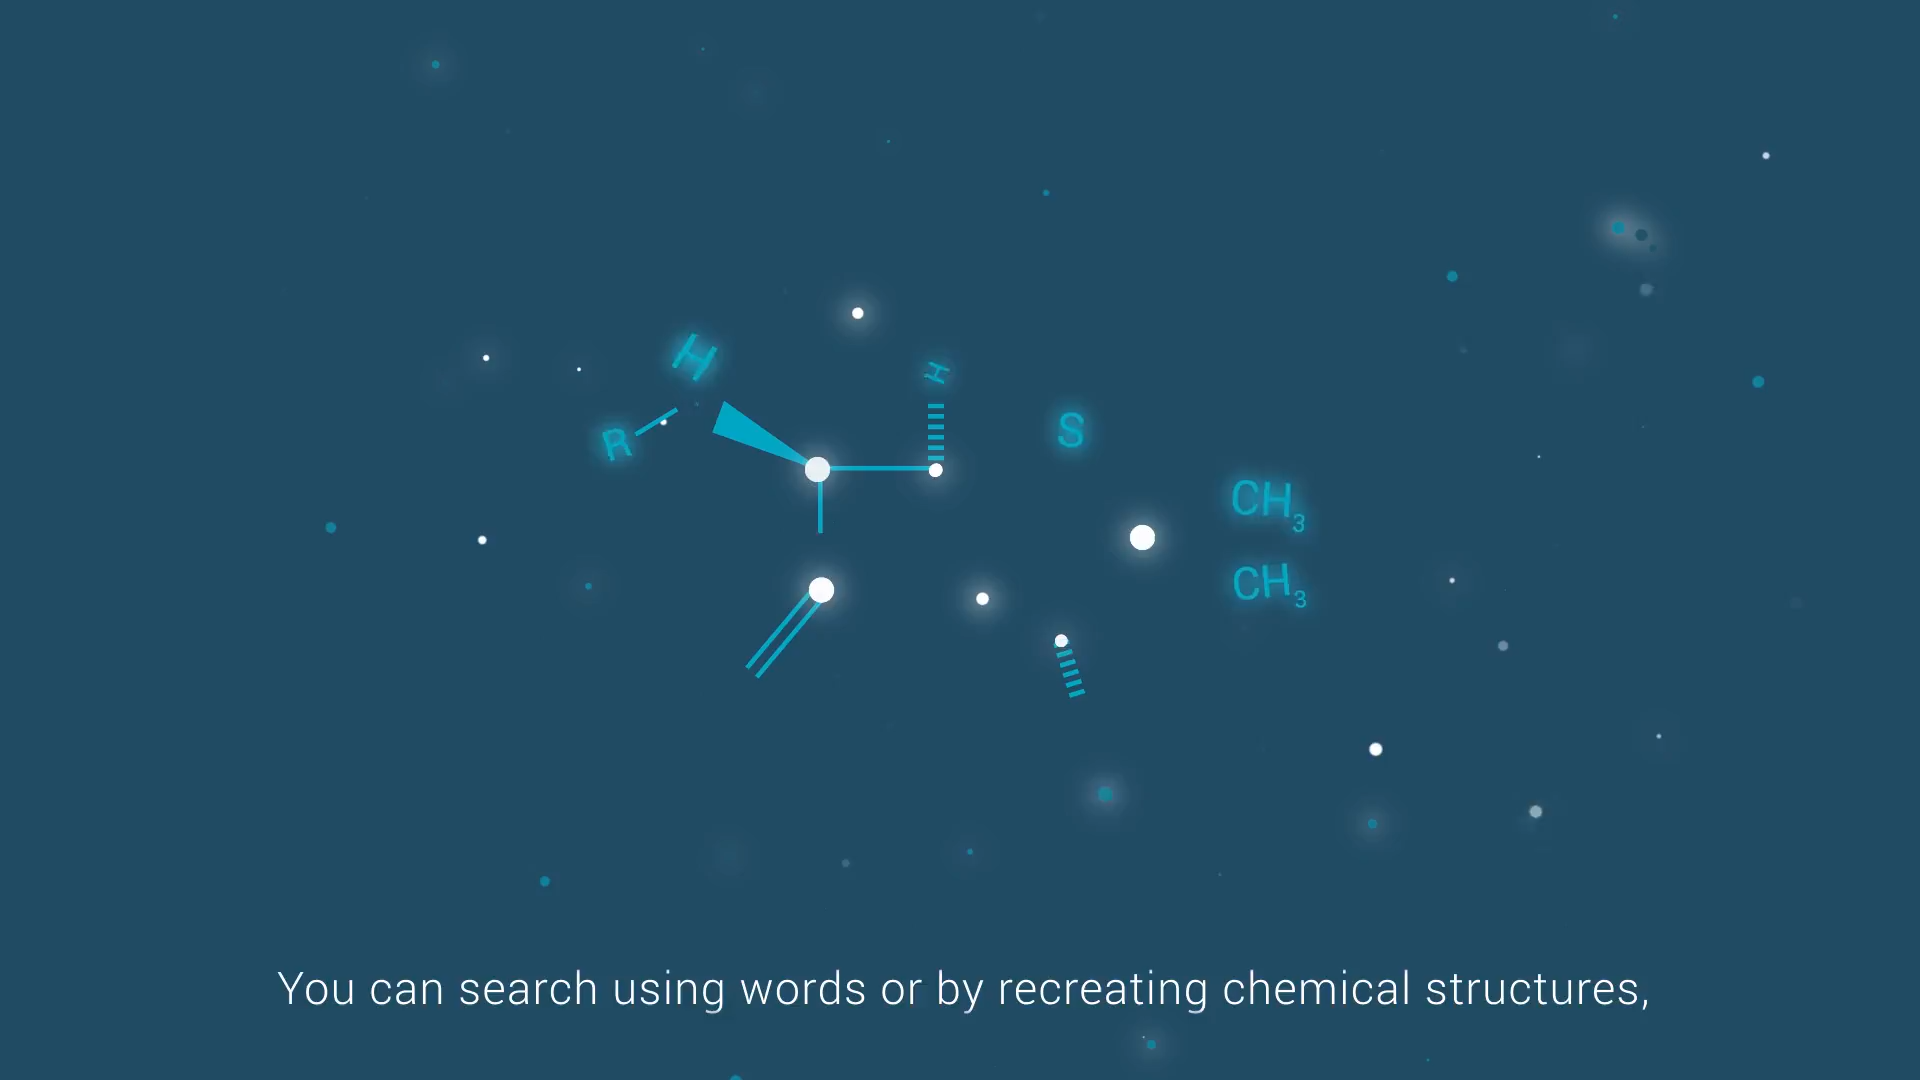 H
H
R
S
CH3
CH3
You can search using words or by recreating chemical structures,